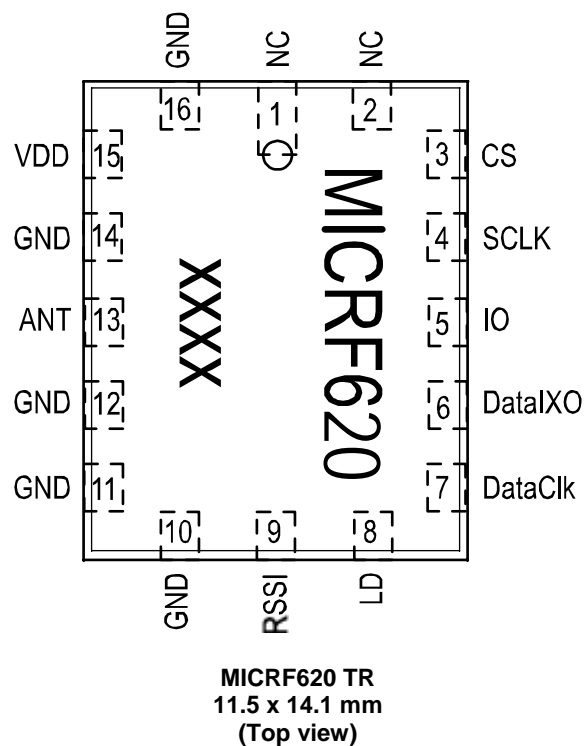 GND
NC
NC
16
1
2
VDD
15
3
CS
GND
14
4
SCLK
ANT
13
5
IO
GND
12
6
DataIXO
GND
11
7
DataClk
MICRF620
XXXX
10
9
8
GND
RSSI
LD
MICRF620 TR
11.5 x 14.1 mm
(Top view)